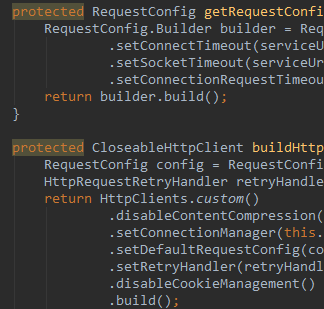 protected RequestConfig getRequestConfi
RequestConfig.Builder builder = Req
.setConnectTimeout(serviceU
.setSocketTimeout(serviceUr
.setConnectionRequestTimeou
return builder.build();
}
protected CloseableHttpClient buildHttp
RequestConfig config = RequestConfi
HttpRequestRetryHandler retryHandle
return HttpClients.custom()
.disableContentCompression(
.setConnectionManager(this.
.setDefaultRequestConfig(co
.setRetryHandler(retryHandl
.disableCookieManagement()
.build();